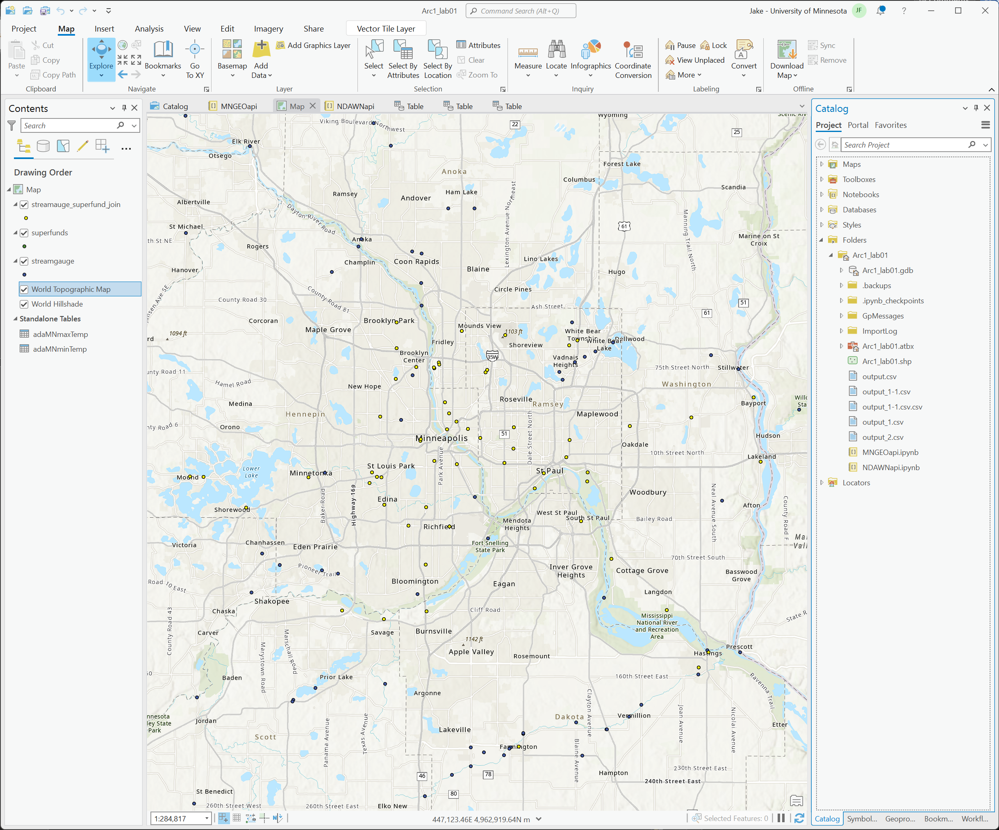 Arc1_lab01
Command Search (Alt+Q)
Jake - University of Minnesota
JF
?
Project
Map
Insert
Analysis
View
Edit
Imagery
Share
Vector Tile Layer
Paste
Cut
Copy
Copy Path
Clipboard
Explore
Bookmarks
Go
To XY
Navigate
Basemap
Add
Data
Add Graphics Layer
Layer
Select
Select By
Attributes
Select By
Location
Attributes
Clear
Zoom To
Selection
Measure
Locate
Infographics
Coordinate
Conversion
Inquiry
Pause
Lock
View Unplaced
More
Convert
Labeling
Download
Map
Sync
Remove
Offline
Contents
Search
Drawing Order
Map
streamauge_superfund_join
superfunds
streamgauge
World Topographic Map
World Hillshade
Standalone Tables
adaMNmaxTemp
adaMNminTemp
Catalog
MNGEOapi
Map
NDAWNapi
Table
Table
Table
Wyoming
Viking Boulevard Northwest
22
25
Elk River
Otsego
Forest Lake
Anoka
Columbus
Scandia
Ramsey
Andover
Ham Lake
Albertville
Dayton River Road
Lexington Avenue Northeast
Manning Trail North
St Michael
61
Marine on St
Croix
th St NE
Rogers
Anoka
Champlin
Coon Rapids
Lino Lakes
Blaine
Hanover
Hugo
Circle Pines
County Road 81
County Road 30
Ash Street
51
61
Corcoran
Brooklyn Park
Maple Grove
Mounds View
1094 ft
1103 ft
White Bear
Township
rd
Fridley
Shoreview
White Bear
Lake
Dellwood
Brooklyn
Center
35W
Vadnais
Heights
75th Street North
Stillwater
unty Road 11
Hamel Road
New Hope
Washington
Roseville
Ramsey
Willo
Sta
Bayport
Medina
Hennepin
Maplewood
nty Road 6
Orono
Dale Street North
51
Hudson
Minneapolis
Oakdale
10th Street North
Lakeland
Park Avenue
St Louis Park
Lower
Lake
Minnetonka
Mound
St Paul
Highway 169
Woodbury
Neal Avenue South
Baker Road
Edina
Afton
County Road F
Shorewood
West St Paul
South St Paul
Mendota
Heights
Bailey Road
Richfield
Victoria
Chanhassen
Eden Prairie
Fort Snelling
State Park
70th Street South
Pioneer Trail
Inver Grove
Heights
Cottage Grove
Basswood
Grove
Road 10 East
Bloomington
Eagan
Langdon
Shakopee
Chaska
Cliff Road
County Road 43
Mississippi
National River
and Recreation
Area
Carver
Savage
Burnsville
1142 ft
Apple Valley
Rosemount
Hastings
Prescott
Marystown Road
Marschall Road
Baden
Prior Lake
160th Street East
Ravenna Trail
Argonne
Clayton Avenue
Joan Avenue
Nicolai Avenue
nnesota
ley State
Park
Jordan
Dakota
Vermillion
Etter
Lakeville
Scott
Panama Avenue
Texas Avenue
Farmington
Blaine Avenue
46
78
230th Street East
Hampton
240th Street East
St Benedict
80
260th Street West
260th Street East
Elko New
1:284,817
447,123.46E 4,962,919.64N m
Selected Features: 0
Catalog
Project
Portal
Favorites
Search Project
Maps
Toolboxes
Notebooks
Databases
Styles
Folders
Arc1_lab01
Arc1_lab01.gdb
.backups
.ipynb_checkpoints
GpMessages
ImportLog
Arc1_lab01.atbx
Arc1_lab01.shp
output.csv
output_1-1.csv
output_1-1.csv.csv
output_1.csv
output_2.csv
MNGEOapi.ipynb
NDAWNapi.ipynb
Locators
Catalog
Symbol...
Geopro...
Bookm...
Workfl...